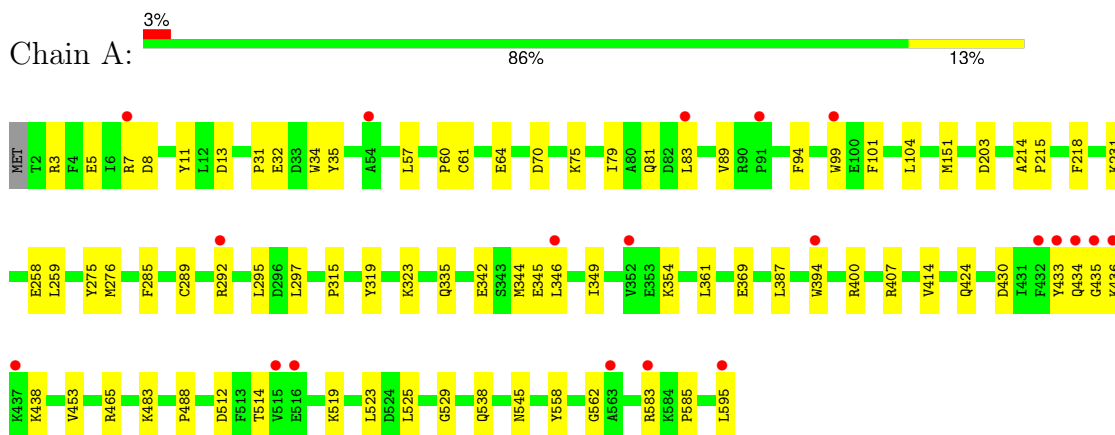 3%
Chain A:
86% 13%
MET T2 R3 F4 E5 I6 R7 D8 Y11 L12 D13 P31 E32 D33 W34 Y35 A54 L57 P60 C61 E64 D70 K75 I79 A80 Q81 D82 L83 V89 R90 P91 F94 W99 E100 F101 L104 M151 D203 A214 P215 F218
E258 L259 Y275 M276 F285 C289 R292 L295 D296 L297 P315 Y319 K323 Q335 E342 S343 M344 E345 L346 I349 V352 E353 K354 L361 E369 L387 W394 R400 R407 V414 Q424 D430 I431 F432 Y433 Q434 G435 K436
K437 K438 V453 R465 K483 P488 D512 F513 T514 V515 E516 K519 L523 D524 L525 G529 Q538 N545 Y558 G562 A563 R583 K584 P585 L595